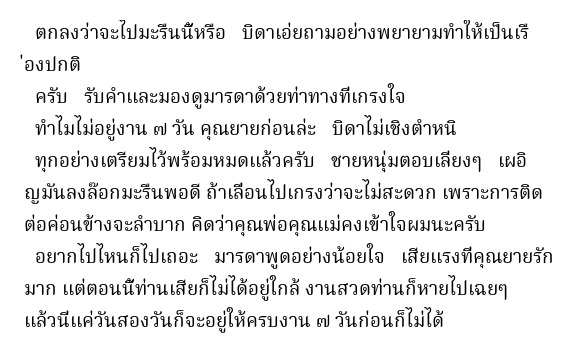 ตกลงว่าจะไปมะรืนนี้หรือ บิดาเอ่ยถามอย่างพยายามทำให้เป็นเรื
่องปกติ
ครับ รับคำและมองดูมารดาด้วยท่าทางที่เกรงใจ
ทำไมไม่อยู่งาน ๗ วัน คุณยายก่อนล่ะ บิดาไม่เชิงตำหนิ
ทุกอย่างเตรียมไว้พร้อมหมดแล้วครับ ชายหนุ่มตอบเลี่ยงๆ เผอิ
ญมันลงล๊อกมะรืนพอดี ถ้าเลื่อนไปเกรงว่าจะไม่สะดวก เพราะการติด
ต่อค่อนข้างจะลำบาก คิดว่าคุณพ่อคุณแม่คงเข้าใจผมนะครับ
อยากไปไหนก็ไปเถอะ มารดาพูดอย่างน้อยใจ เสียแรงที่คุณยายรัก
มาก แต่ตอนนี้ท่านเสียก็ไม่ได้อยู่ใกล้ งานสวดท่านก็หายไปเฉยๆ
แล้วนี่แค่วันสองวันก็จะอยู่ให้ครบงาน ๗ วันก่อนก็ไม่ได้